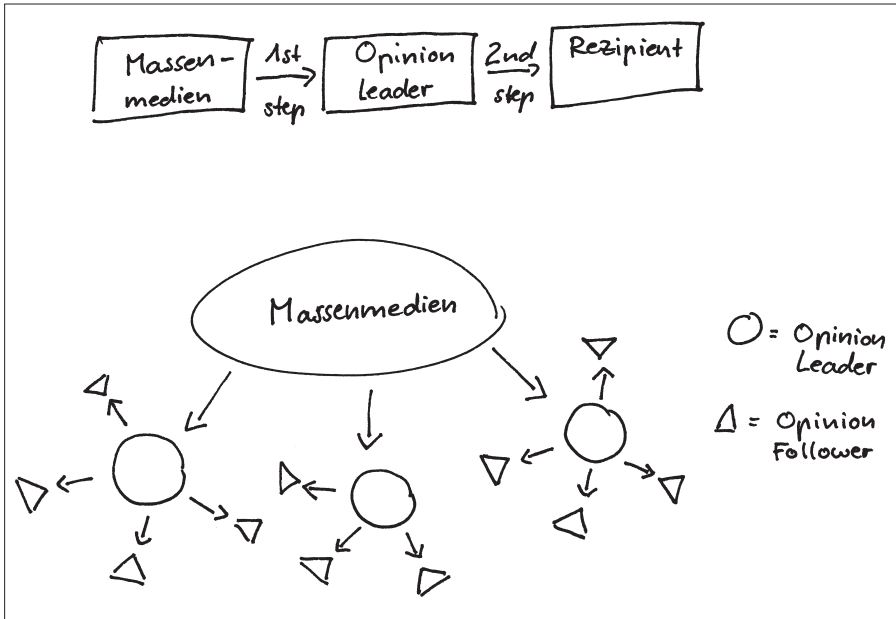 Massen-
medien
1st
step
Opinion
Leader
2nd
step
Rezipient
Massenmedien
= Opinion
Leader
= Opinion
Follower